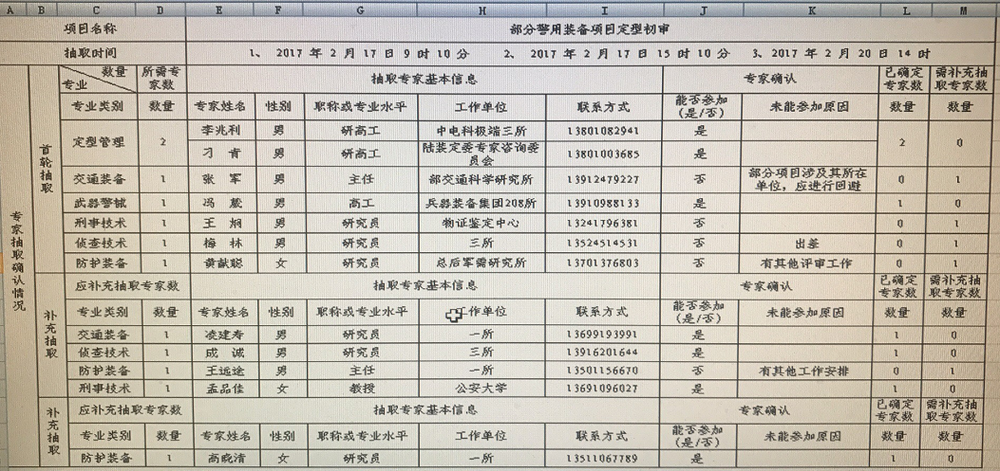 A B C D E F G H I J K L M
项目名称 部分警用装备项目定型初审
抽取时间 1、 2017 年 2 月 17 日 9 时 10 分 2、 2017 年 2 月 17 日 15 时 10 分 3、2017 年 2 月 20 日 14 时
专家抽取确认情况
首轮抽取
数量 专业 所需专家数 抽取专家基本信息 专家确认 已确定专家数 需补充抽取专家数
专业类别 数量 专家姓名 性别 职称或专业水平 工作单位 联系方式 能否参加(是/否) 未能参加原因 数量 数量
定型管理 2 李兆利 男 研高工 中电科极端三所 13801082941 是 2 0
刁 青 男 研高工 陆装定委专家咨询委员会 13801003685 是
交通装备 1 张 军 男 主任 部交通科学研究所 13912479227 否 部分项目涉及其所在单位，应进行回避 0 1
武器警械 1 冯 男 高工 兵器装备集团208所 13910988133 是 1 0
刑事技术 1 王 炯 男 研究员 物证鉴定中心 13241796381 否 0 1
侦查技术 1 梅 林 男 研究员 三所 13524514531 否 出差 0 1
防护装备 1 黄献聪 女 研究员 总后军需研究所 13701376803 否 有其他评审工作 0 1
补充抽取
应补充抽取专家数 抽取专家基本信息 专家确认 已确定专家数 需补充抽取专家数
专业类别 数量 专家姓名 性别 职称或专业水平 工作单位 联系方式 能否参加(是/否) 未能参加原因 数量 数量
交通装备 1 凌建寿 男 研究员 一所 13699193991 是 1 0
侦查技术 1 成 诚 男 研究员 三所 13916201644 是 1 0
防护装备 1 王远途 男 主任 一所 13501156670 否 有其他工作安排 0 1
刑事技术 1 孟品佳 女 教授 公安大学 13691096027 是 1 0
补充抽取
应补充抽取专家数 抽取专家基本信息 专家确认 已确定专家数 需补充抽取专家数
专业类别 数量 专家姓名 性别 职称或专业水平 工作单位 联系方式 能否参加(是/否) 未能参加原因 数量 数量
防护装备 1 高晓清 女 研究员 一所 13511067789 是 1 0